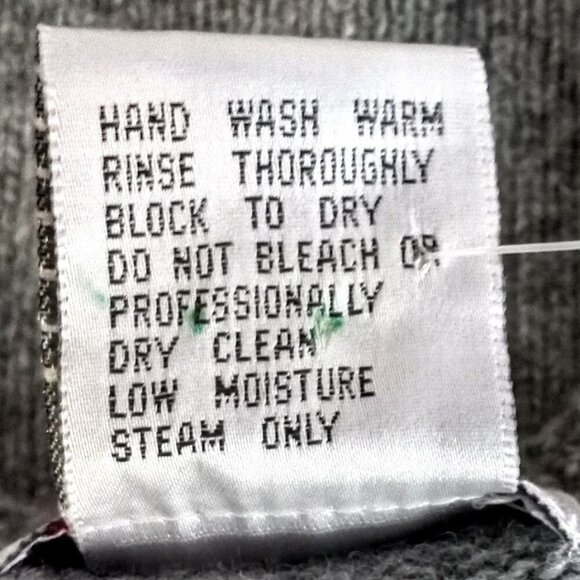 HAND WASH WARM
RINSE THOROUGHLY
BLOCK TO DRY
DO NOT BLEACH OR
PROFESSIONALLY
DRY CLEAN
LOW MOISTURE
STEAM ONLY